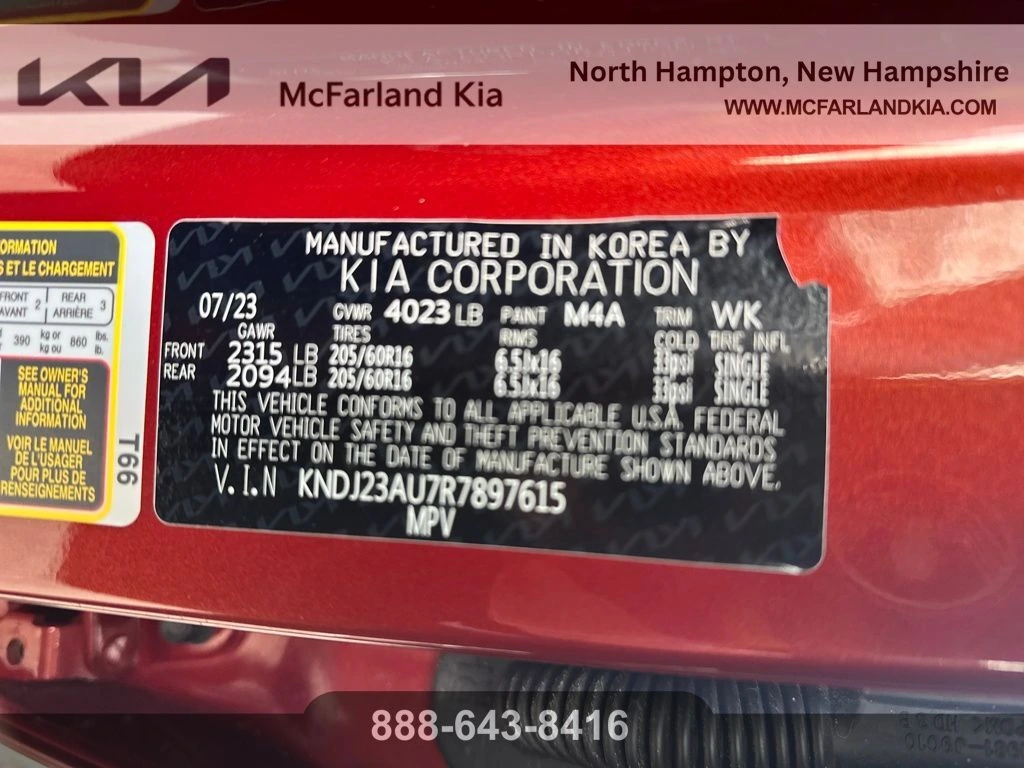 KIA
McFarland Kia
North Hampton, New Hampshire
WWW.MCFARLANDKIA.COM
ORMATION
S ET LE CHARGEMENT
FRONT 2 REAR 3
AVANT ARRIÈRE
390 kg or 860 lbs.
kg ou lb.
SEE OWNER'S
MANUAL FOR
ADDITIONAL
INFORMATION
VOIR LE MANUEL
DE L'USAGER
POUR PLUS DE
RENSEIGNEMENTS
T66
MANUFACTURED IN KOREA BY
KIA CORPORATION
07/23 GVWR 4023 LB PAINT M4A TRIM WK
GAWR TIRES RIMS COLD TIRE INFL
FRONT 2315 LB 205/60R16 6.5Jx16 33psi SINGLE
REAR 2094 LB 205/60R16 6.5Jx16 33psi SINGLE
THIS VEHICLE CONFORMS TO ALL APPLICABLE U.S.A. FEDERAL
MOTOR VEHICLE SAFETY AND THEFT PREVENTION STANDARDS
IN EFFECT ON THE DATE OF MANUFACTURE SHOWN ABOVE.
V.I.N KNDJ23AU7R7897615
MPV
888-643-8416